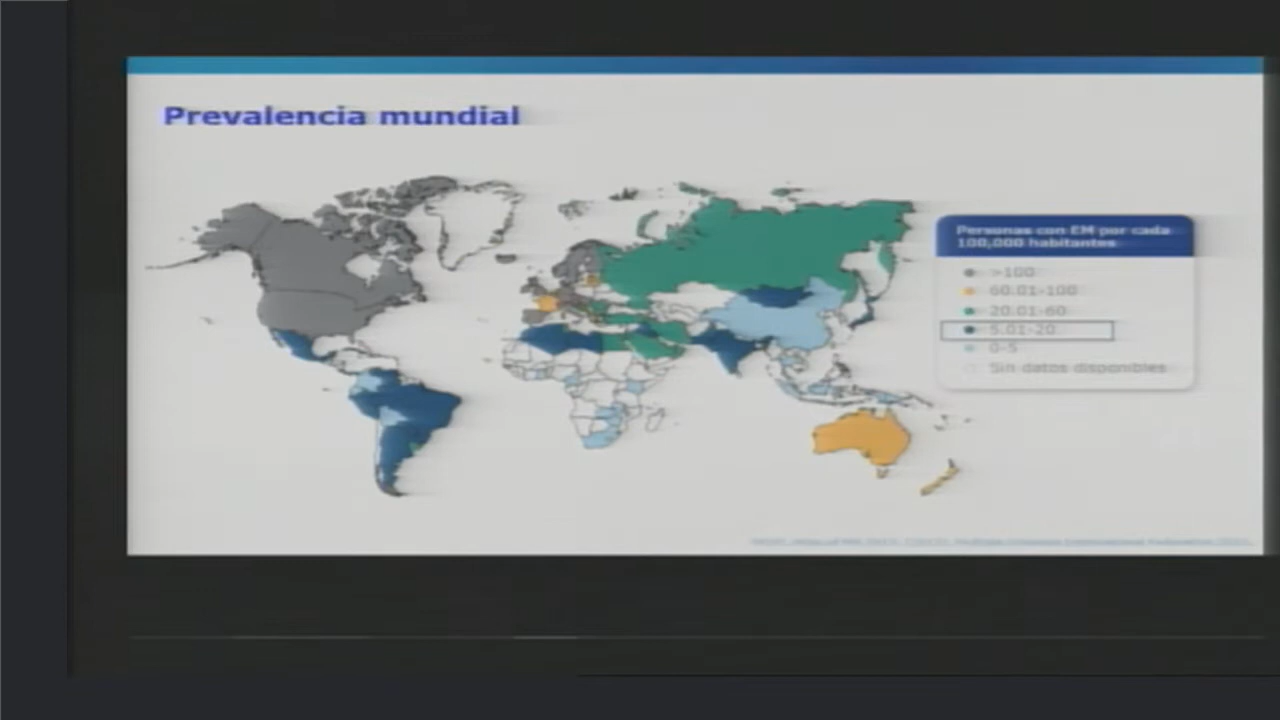 Prevalencia mundial
Personas con EM por cada
100,000 habitantes
>100
60.01-100
20.01-60
5.01-20
0-5
Sin datos disponibles